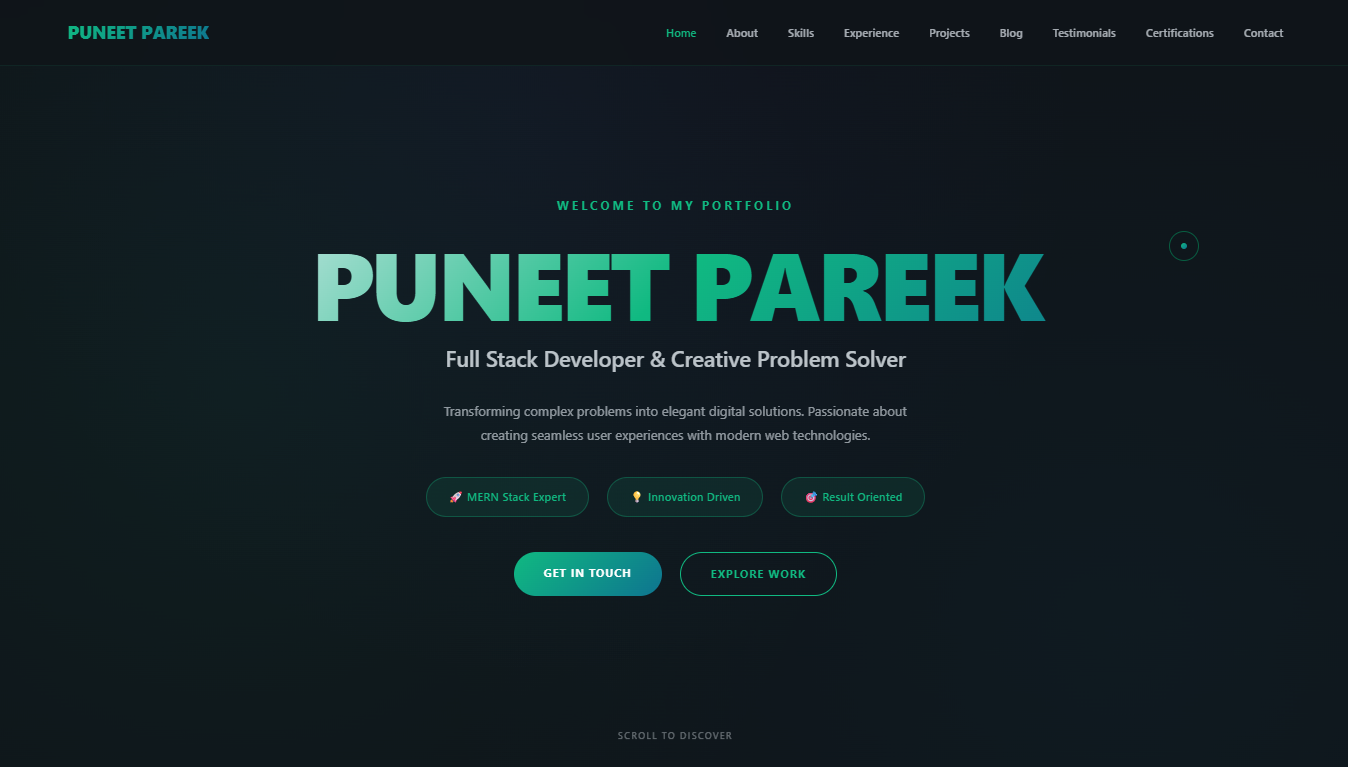 PUNEET PAREEK
Home About Skills Experience Projects Blog Testimonials Certifications Contact
WELCOME TO MY PORTFOLIO
PUNEET PAREEK
Full Stack Developer & Creative Problem Solver
Transforming complex problems into elegant digital solutions. Passionate about
creating seamless user experiences with modern web technologies.
🚀 MERN Stack Expert 💡 Innovation Driven 🎯 Result Oriented
GET IN TOUCH EXPLORE WORK
SCROLL TO DISCOVER